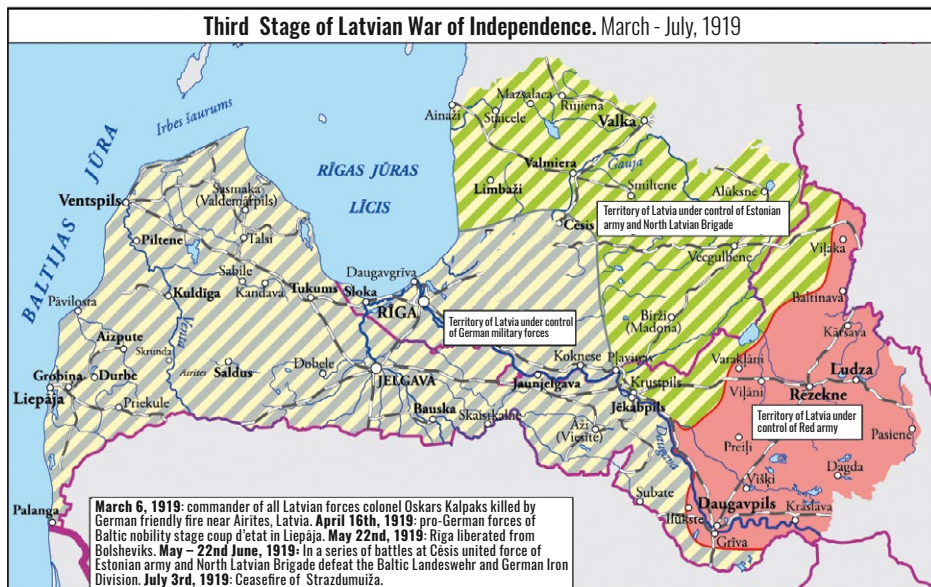 Third Stage of Latvian War of Independence. March - July, 1919
BALTIJAS JŪRA
Irbes šaurums
RĪGAS JŪRAS
LĪCIS
Ainaži
Mazsalaca
Staicele
Rūjiena
Valka
Valmiera
Gauja
Limbaži
Smiltene
Alūksne
Cēsis
Territory of Latvia under control of Estonian
army and North Latvian Brigade
Vecgulbene
Viļaka
Baltinava
Ventspils
Sasmaka
(Valdemārpils)
Piltene
Talsi
Sabile
Kandava
Kuldīga
Venta
Pāvilosta
Tukums
Sloka
Daugavgrīva
RĪGA
Territory of Latvia under control
of German military forces
Birži
(Madona)
Kārsava
Aizpute
Skrunda
Airītes
Saldus
Dobele
JELGAVA
Koknese
Pļaviņas
Varakļāni
Jaunjelgava
Krustpils
Viļāni
Rēzekne
Ludza
Grobiņa
Durbe
Liepāja
Priekule
Bauska
Skaistkalne
Jēkabpils
Aži
(Viesīte)
Daugava
Territory of Latvia under
control of Red army
Pasiene
Preiļi
Višķi
Dagda
Subate
Daugavpils
Krāslava
Ilūkste
Grīva
Palanga
March 6, 1919: commander of all Latvian forces colonel Oskars Kalpaks killed by
German friendly fire near Airites, Latvia. April 16th, 1919: pro-German forces of
Baltic nobility stage coup d'etat in Liepāja. May 22nd, 1919: Riga liberated from
Bolsheviks. May – 22nd June, 1919: In a series of battles at Cēsis united force of
Estonian army and North Latvian Brigade defeat the Baltic Landeswehr and German Iron
Division. July 3rd, 1919: Ceasefire of Strazdumuiža.